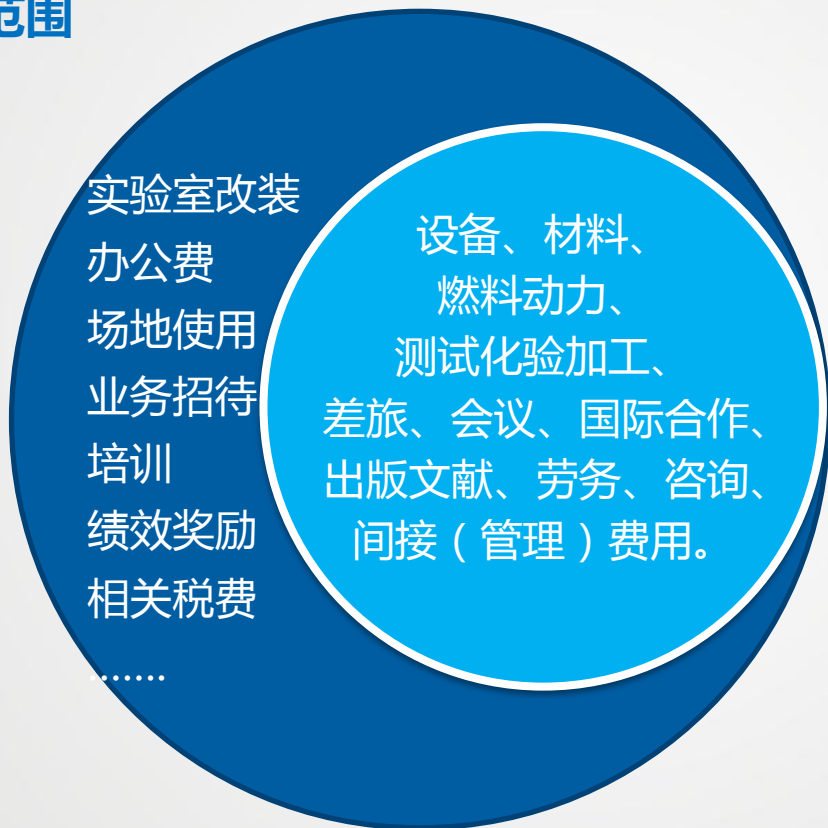 范围
实验室改装
办公费
场地使用
业务招待
培训
绩效奖励
相关税费
.......
设备、材料、
燃料动力、
测试化验加工、
差旅、会议、国际合作、
出版文献、劳务、咨询、
间接（管理）费用。